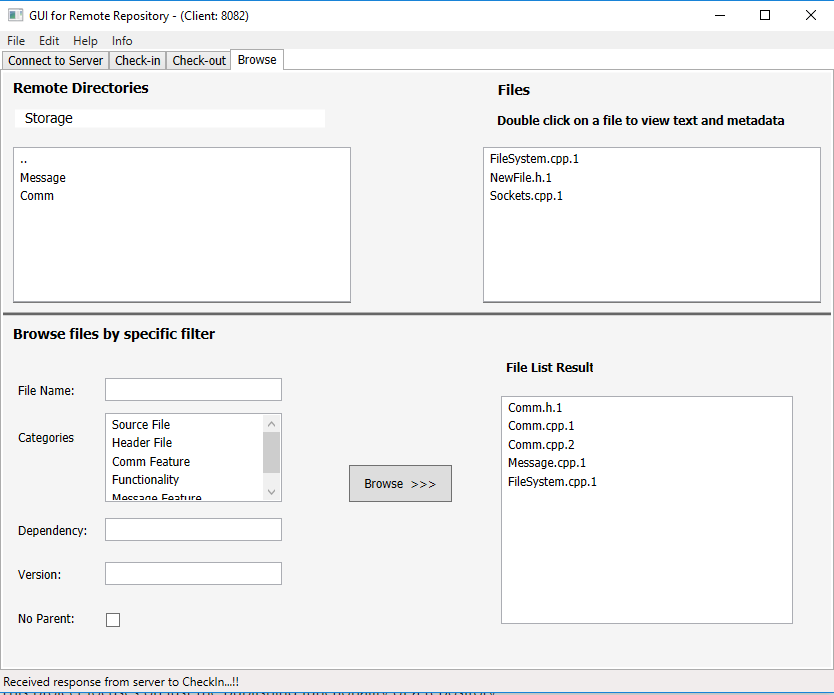 GUI for Remote Repository - (Client: 8082)
File Edit Help Info
Connect to Server Check-in Check-out Browse
Remote Directories
Storage
..
Message
Comm
Files
Double click on a file to view text and metadata
FileSystem.cpp.1
NewFile.h.1
Sockets.cpp.1
Browse files by specific filter
File Name:
Categories
Source File
Header File
Comm Feature
Functionality
Message Feature
Dependency:
Version:
No Parent:
Browse >>>
File List Result
Comm.h.1
Comm.cpp.1
Comm.cpp.2
Message.cpp.1
FileSystem.cpp.1
Received response from server to CheckIn...!!